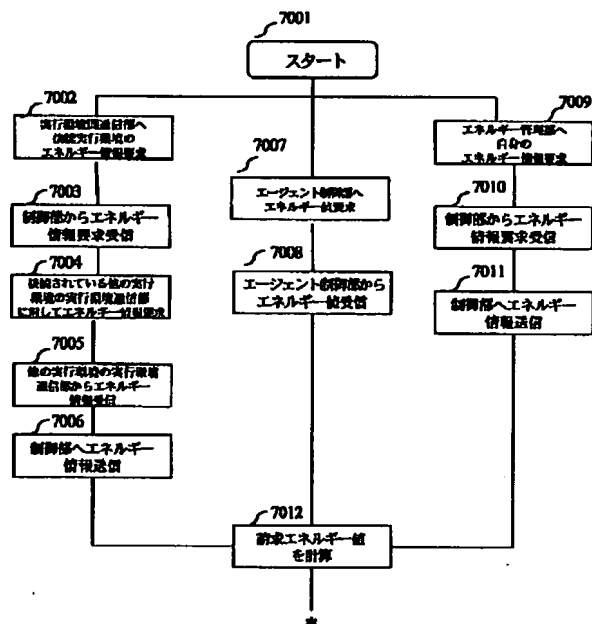 7001
スタート
7002
実行環境間通信部へ
接続実行環境の
エネルギー情報要求
7003
制御部からエネルギー
情報要求受信
7004
接続されている他の実行
環境の実行環境通信部
に対してエネルギー情報要求
7005
他の実行環境の実行環境
通信部からエネルギー
情報受信
7006
制御部へエネルギー
情報送信
7007
エージェント制御部へ
エネルギー値要求
7008
エージェント制御部から
エネルギー値受信
7009
エネルギー管理部へ
自身の
エネルギー情報要求
7010
制御部からエネルギー
情報要求受信
7011
制御部へエネルギー
情報送信
7012
請求エネルギー値
を計算